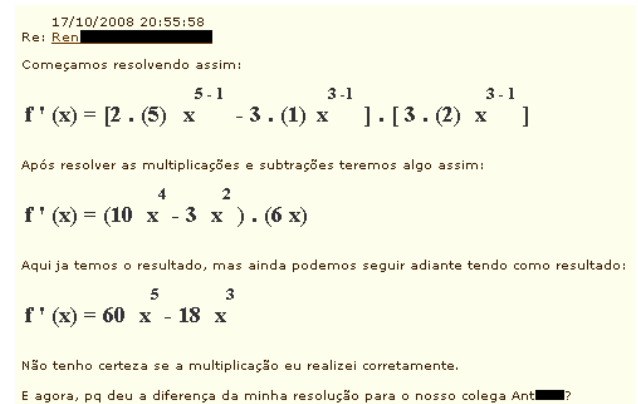 17/10/2008 20:55:58
Re: Ren
Começamos resolvendo assim:
f ' (x) = [2 . (5) x^(5 - 1) - 3 . (1) x^(3 -1) ] . [ 3 . (2) x^(3 - 1) ]
Após resolver as multiplicações e subtrações teremos algo assim:
f ' (x) = (10 x^4 - 3 x^2 ) . (6 x)
Aqui ja temos o resultado, mas ainda podemos seguir adiante tendo como resultado:
f ' (x) = 60 x^5 - 18 x^3
Não tenho certeza se a multiplicação eu realizei corretamente.
E agora, pq deu a diferença da minha resolução para o nosso colega Ant ?